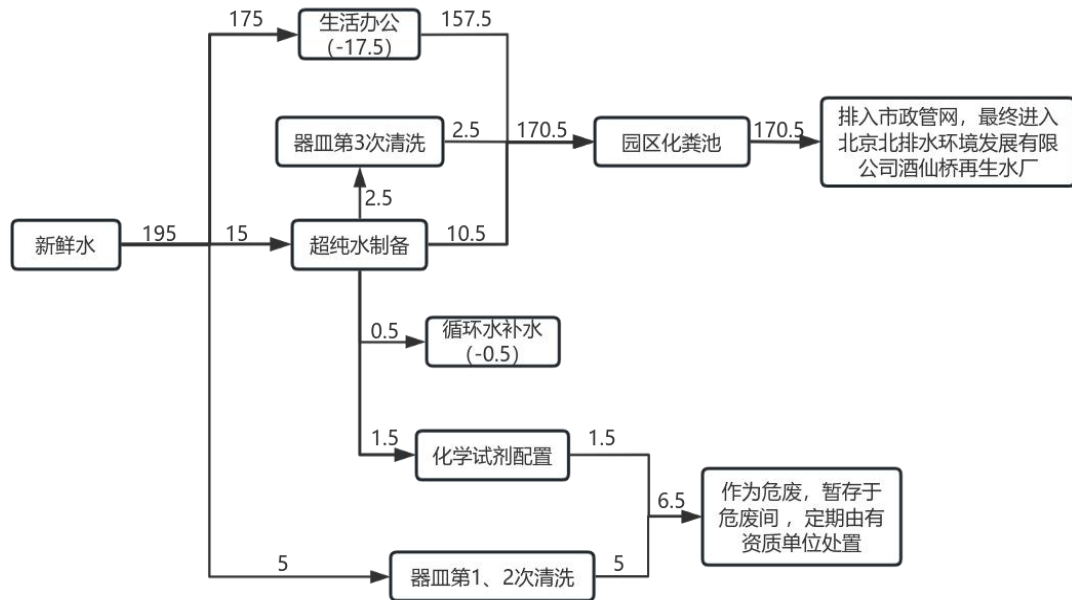 175
生活办公
（-17.5）
157.5
器皿第3次清洗
2.5
170.5
园区化粪池
170.5
排入市政管网，最终进入
北京北排水环境发展有限
公司酒仙桥再生水厂
2.5
新鲜水
195
15
超纯水制备
10.5
0.5
循环水补水
（-0.5）
1.5
化学试剂配置
1.5
6.5
作为危废，暂存于
危废间 ，定期由有
资质单位处置
5
器皿第1、2次清洗
5